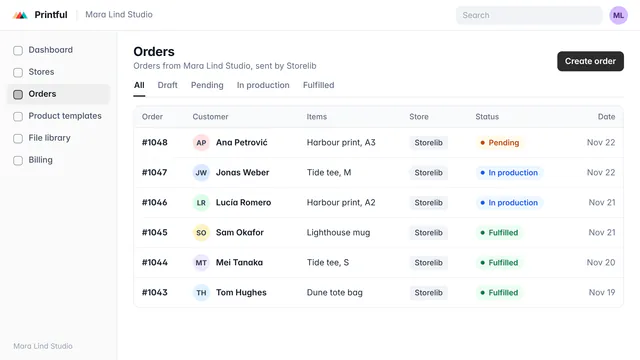 Printful
Mara Lind Studio
Search
ML
Dashboard
Stores
Orders
Product templates
File library
Billing
Mara Lind Studio
Orders
Orders from Mara Lind Studio, sent by Storelib
Create order
All Draft Pending In production Fulfilled
Order Customer Items Store Status Date
#1048 AP Ana Petrović Harbour print, A3 Storelib Pending Nov 22
#1047 JW Jonas Weber Tide tee, M Storelib In production Nov 22
#1046 LR Lucía Romero Harbour print, A2 Storelib In production Nov 21
#1045 SO Sam Okafor Lighthouse mug Storelib Fulfilled Nov 21
#1044 MT Mei Tanaka Tide tee, S Storelib Fulfilled Nov 20
#1043 TH Tom Hughes Dune tote bag Storelib Fulfilled Nov 19